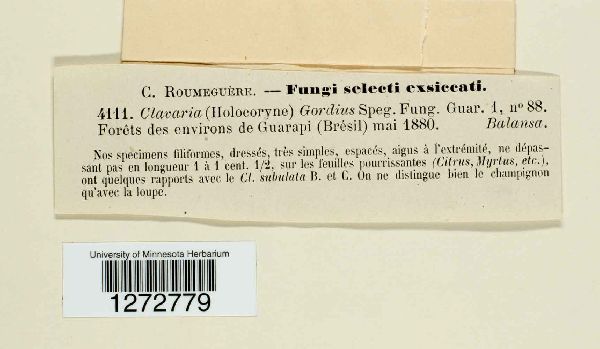 C. Roumeguère. — Fungi selecti exsiccati.
4111. Clavaria (Holocoryne) Gordius Speg. Fung. Guar. 1, nº 88.
Forêts des environs de Guarapi (Brésil) mai 1880. Balansa.
Nos specimens filiformes, dressés, très simples, espacés, aigus à l'extrémité, ne dépas-
sant pas en longueur 1 à 1 cent. 1/2, sur les feuilles pourrissantes (Citrus, Myrtus, etc.),
ont quelques rapports avec le Cl. subulata B. et C. On ne distingue bien le champignon
qu'avec la loupe.
University of Minnesota Herbarium
1272779